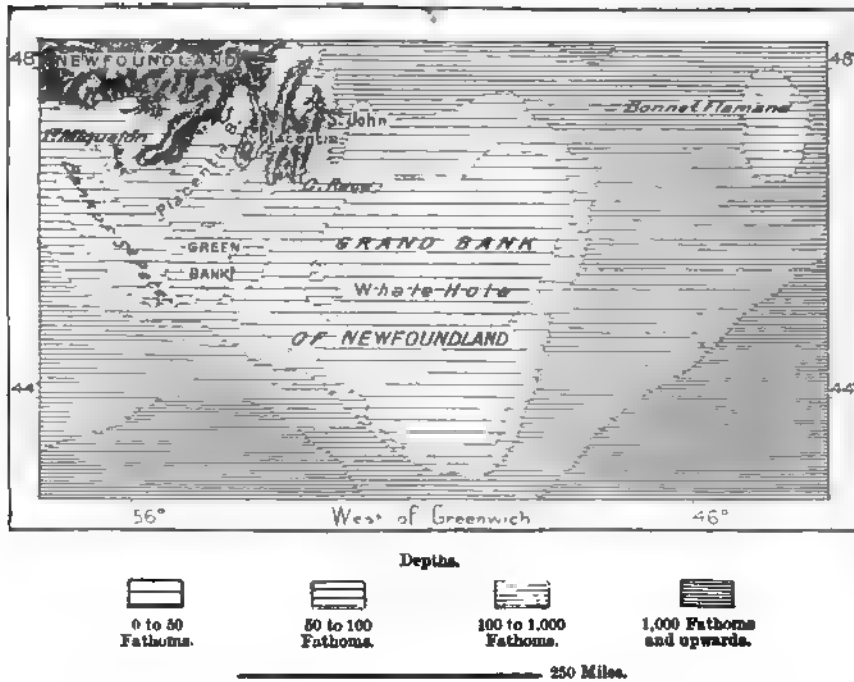 48° 48°
NEWFOUNDLAND
Bonnet Flamand
St John
Placentia
Placentia B.
C. Race
GREEN
BANK
GRAND BANK
Whale-Hole
OF NEWFOUNDLAND
44° 44°
56° West of Greenwich 46°
Depths.
0 to 50 50 to 100 100 to 1,000 1,000 Fathoms
Fathoms. Fathoms. Fathoms. and upwards.
250 Miles.